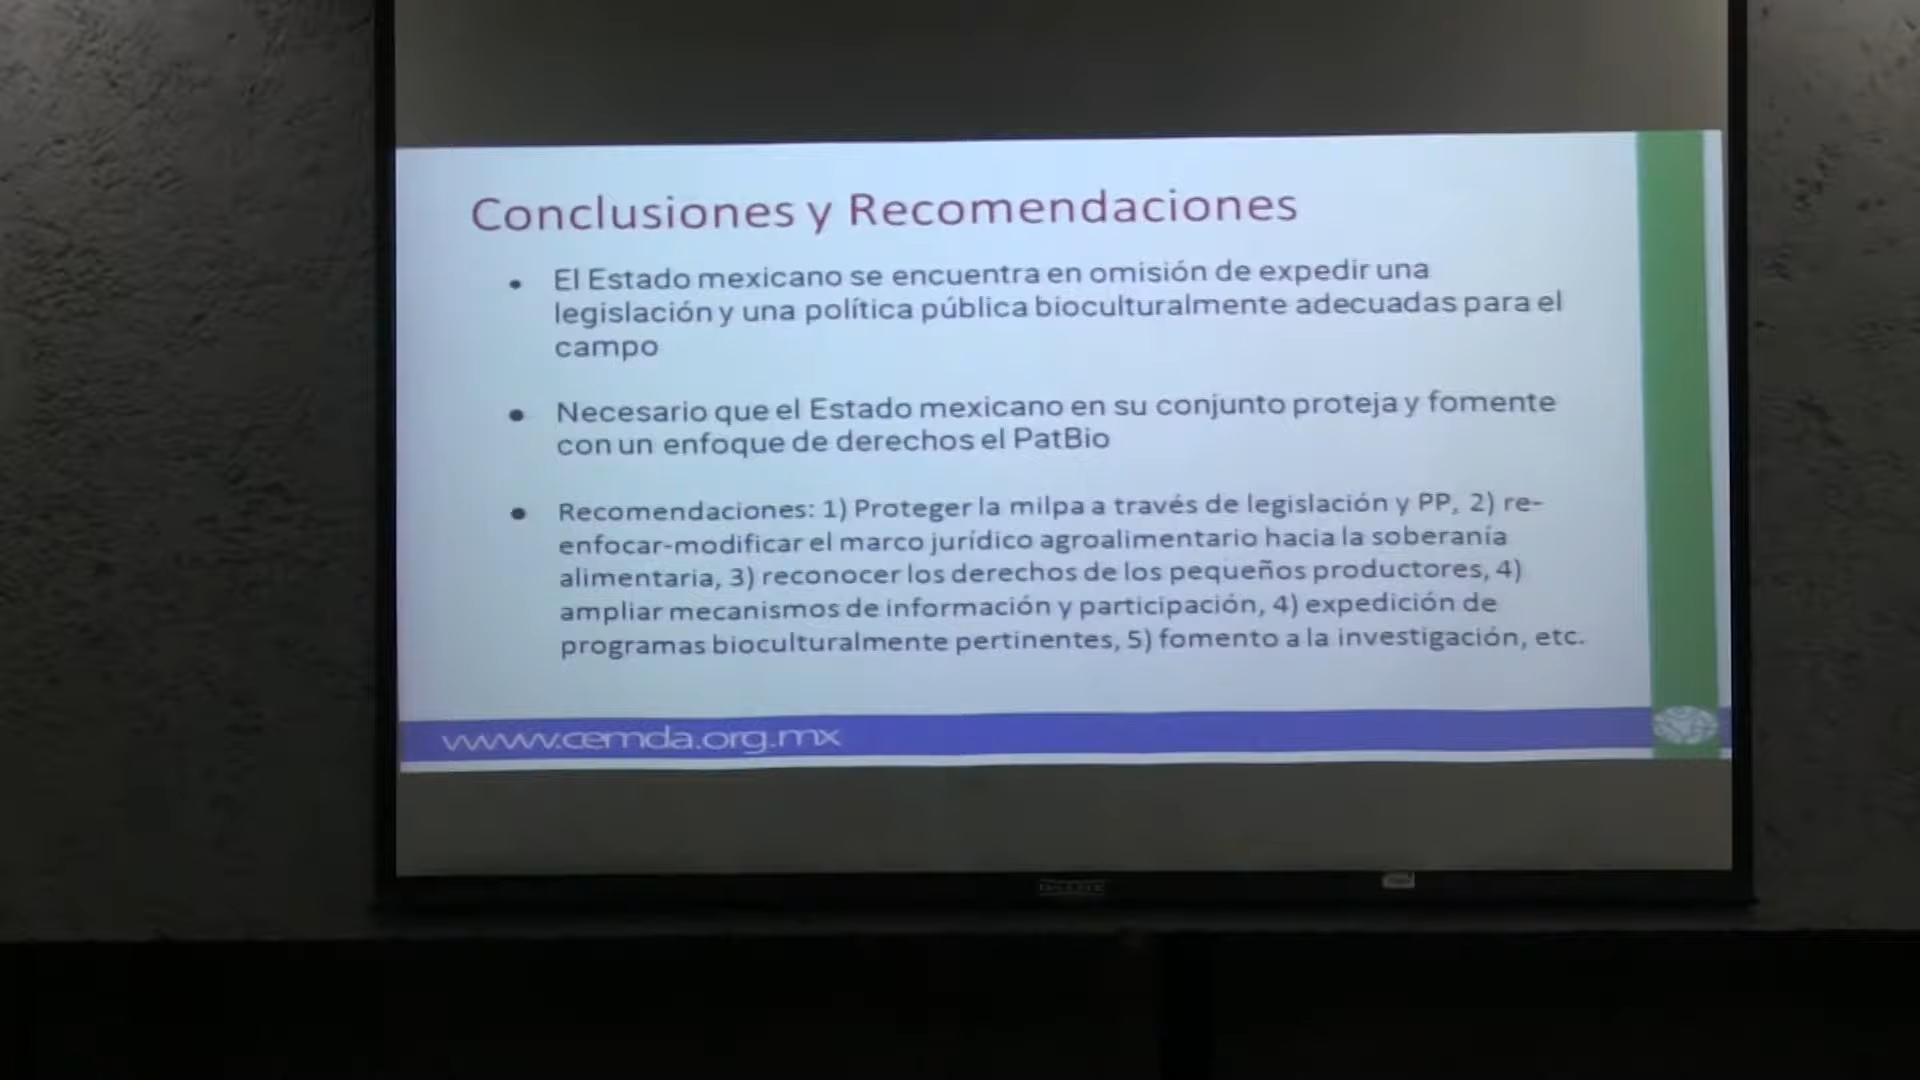 Conclusiones y Recomendaciones
• El Estado mexicano se encuentra en omisión de expedir una
legislación y una política pública bioculturalmente adecuadas para el
campo
• Necesario que el Estado mexicano en su conjunto proteja y fomente
con un enfoque de derechos el PatBio
• Recomendaciones: 1) Proteger la milpa a través de legislación y PP, 2) re-
enfocar-modificar el marco jurídico agroalimentario hacia la soberanía
alimentaria, 3) reconocer los derechos de los pequeños productores, 4)
ampliar mecanismos de información y participación, 4) expedición de
programas bioculturalmente pertinentes, 5) fomento a la investigación, etc.
www.cemda.org.mx